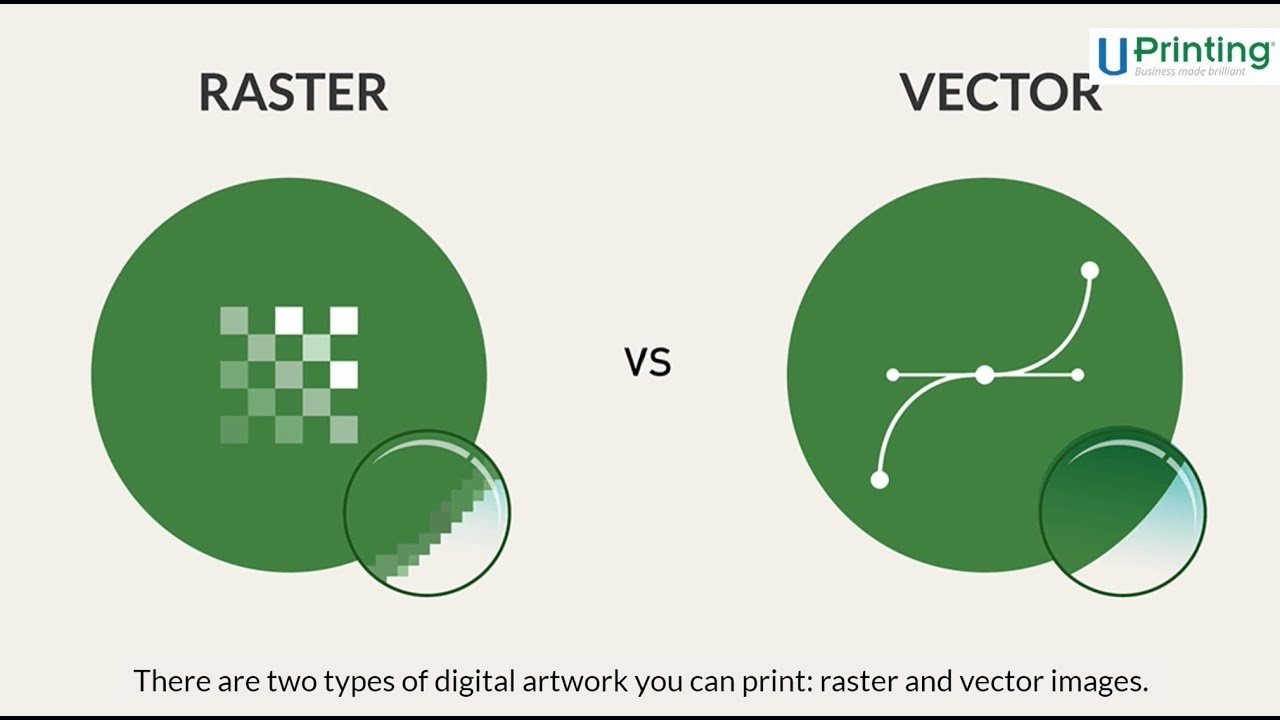 UPrinting®
Business made brilliant
RASTER
VECTOR
VS
There are two types of digital artwork you can print: raster and vector images.